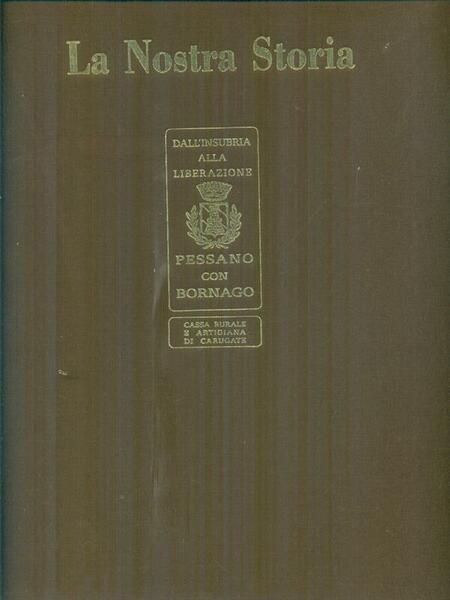 La Nostra Storia
DALL'INSUBRIA
ALLA
LIBERAZIONE
PESSANO
CON
BORNAGO
CASSA RURALE
E ARTIGIANA
DI CARUGATE